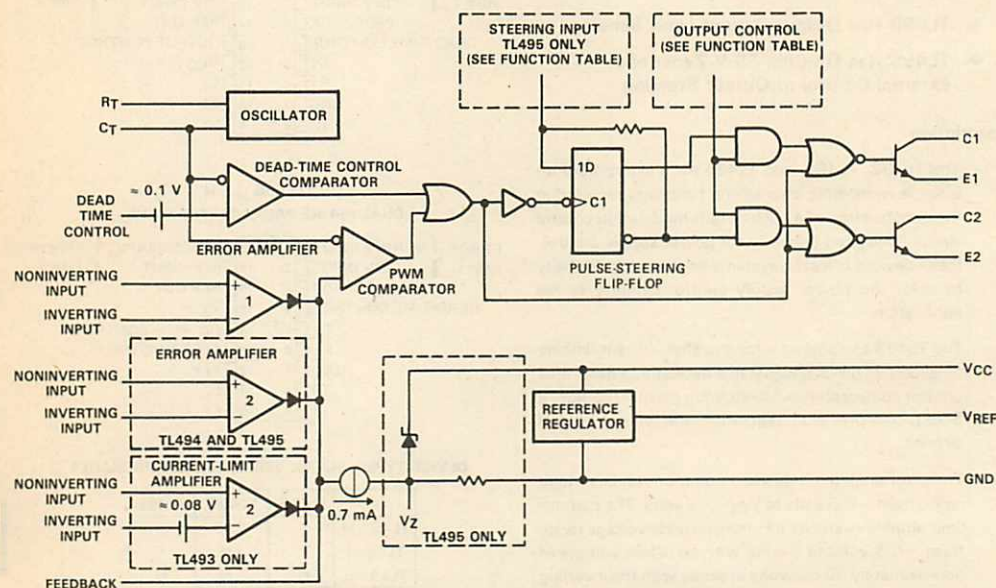 STEERING INPUT
TL495 ONLY
(SEE FUNCTION TABLE)
OUTPUT CONTROL
(SEE FUNCTION TABLE)
RT
CT
OSCILLATOR
DEAD-TIME CONTROL
COMPARATOR
≈ 0.1 V
DEAD
TIME
CONTROL
ERROR AMPLIFIER
PWM
COMPARATOR
1D
C1
PULSE-STEERING
FLIP-FLOP
C1
E1
C2
E2
NONINVERTING
INPUT
INVERTING
INPUT
+
1
−
ERROR AMPLIFIER
NONINVERTING
INPUT
INVERTING
INPUT
+
2
−
TL494 AND TL495
CURRENT-LIMIT
AMPLIFIER
NONINVERTING
INPUT
≈0.08 V
INVERTING
INPUT
+
2
−
TL493 ONLY
0.7 mA
VZ
TL495 ONLY
REFERENCE
REGULATOR
VCC
VREF
GND
FEEDBACK